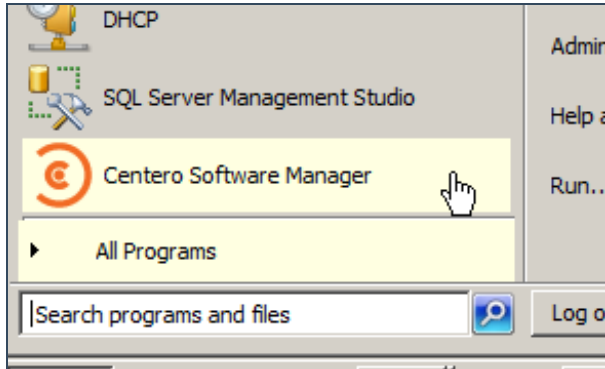 DHCP
SQL Server Management Studio
Centero Software Manager
All Programs
Search programs and files
Admin
Help a
Run..
Log o